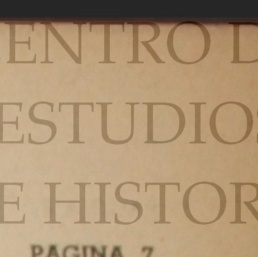 ENTRO D
ESTUDIOS
E HISTOR
PAGINA 7